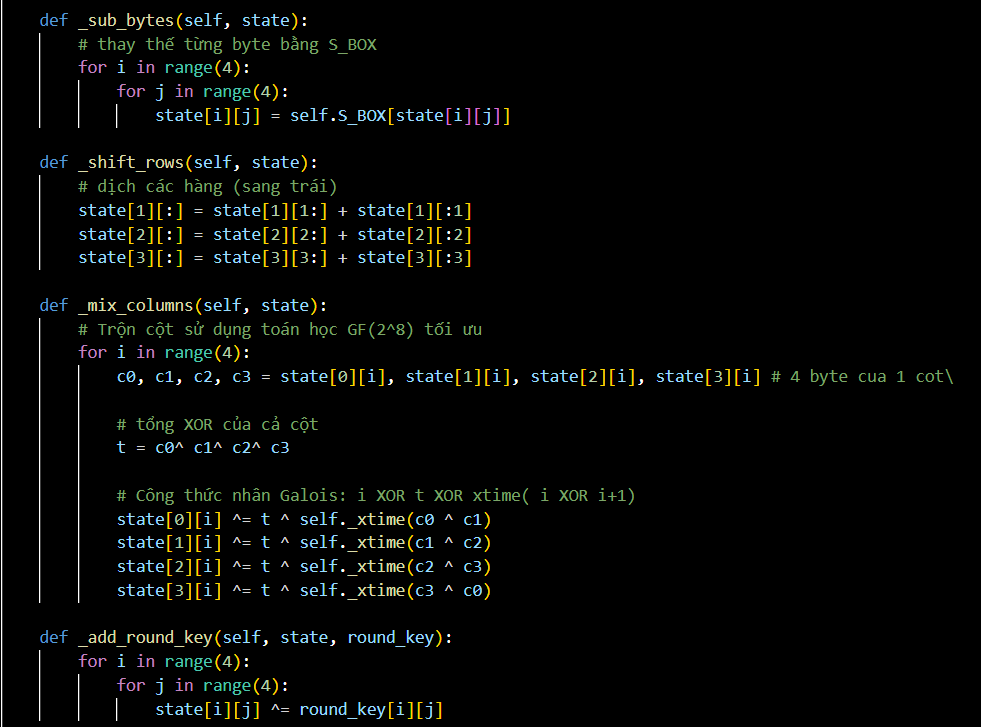 def _sub_bytes(self, state):
    # thay thế từng byte bằng S_BOX
    for i in range(4):
        for j in range(4):
            state[i][j] = self.S_BOX[state[i][j]]

def _shift_rows(self, state):
    # dịch các hàng (sang trái)
    state[1][:] = state[1][1:] + state[1][:1]
    state[2][:] = state[2][2:] + state[2][:2]
    state[3][:] = state[3][3:] + state[3][:3]

def _mix_columns(self, state):
    # Trộn cột sử dụng toán học GF(2^8) tối ưu
    for i in range(4):
        c0, c1, c2, c3 = state[0][i], state[1][i], state[2][i], state[3][i] # 4 byte cua 1 cot\

        # tổng XOR của cả cột
        t = c0^ c1^ c2^ c3

        # Công thức nhân Galois: i XOR t XOR xtime( i XOR i+1)
        state[0][i] ^= t ^ self._xtime(c0 ^ c1)
        state[1][i] ^= t ^ self._xtime(c1 ^ c2)
        state[2][i] ^= t ^ self._xtime(c2 ^ c3)
        state[3][i] ^= t ^ self._xtime(c3 ^ c0)

def _add_round_key(self, state, round_key):
    for i in range(4):
        for j in range(4):
            state[i][j] ^= round_key[i][j]